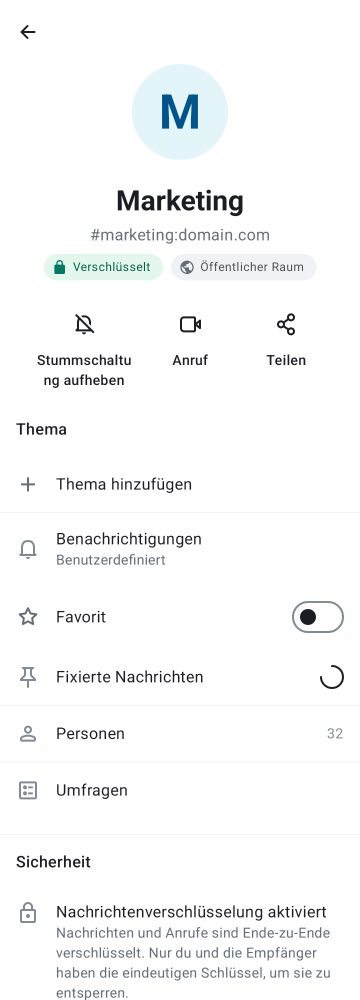 M
Marketing
#marketing:domain.com
Verschlüsselt
Öffentlicher Raum
Stummschaltu
ng aufheben
Anruf
Teilen
Thema
Thema hinzufügen
Benachrichtigungen
Benutzerdefiniert
Favorit
Fixierte Nachrichten
Personen 32
Umfragen
Sicherheit
Nachrichtenverschlüsselung aktiviert
Nachrichten und Anrufe sind Ende-zu-Ende
verschlüsselt. Nur du und die Empfänger
haben die eindeutigen Schlüssel, um sie zu
entsperren.